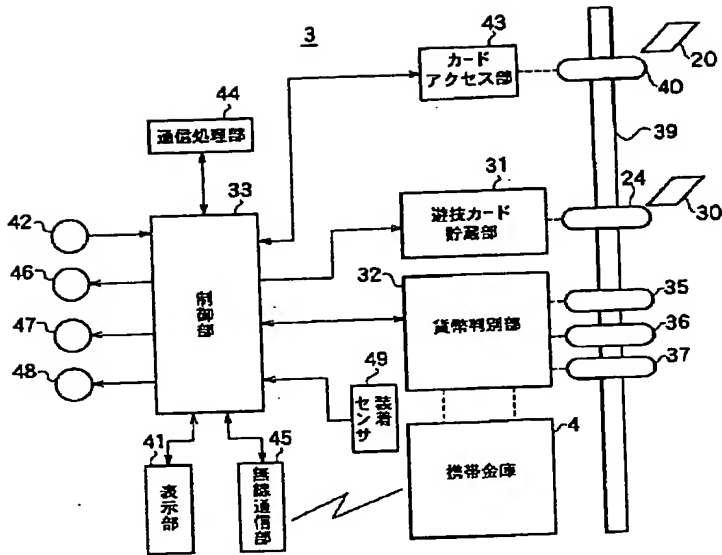 3
43
カード
アクセス部
20
40
39
44
通信処理部
33
制御部
31
遊技カード
貯蔵部
24
30
42
46
47
48
32
貨幣判別部
35
36
37
49
装着
センサ
41
表示部
45
無線通信部
4
携帯金庫